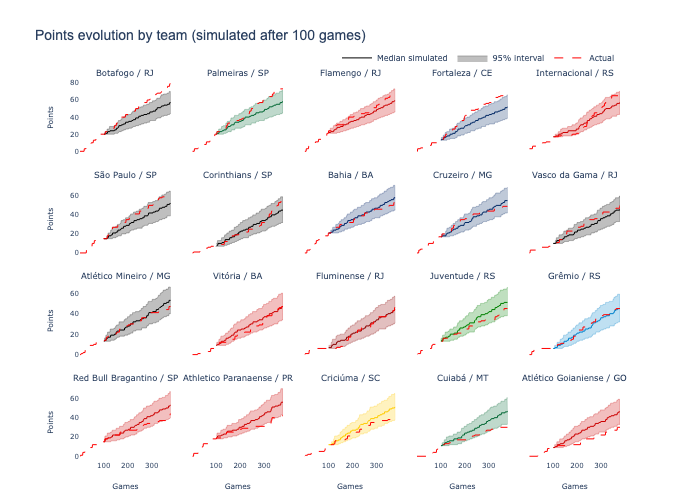 Points evolution by team (simulated after 100 games)
Median simulated 95% interval Actual
Botafogo / RJ Palmeiras / SP Flamengo / RJ Fortaleza / CE Internacional / RS
80
60
40
20
0
Points
São Paulo / SP Corinthians / SP Bahia / BA Cruzeiro / MG Vasco da Gama / RJ
60
40
20
0
Points
Atlético Mineiro / MG Vitória / BA Fluminense / RJ Juventude / RS Grêmio / RS
60
40
20
0
Points
Red Bull Bragantino / SP Athletico Paranaense / PR Criciúma / SC Cuiabá / MT Atlético Goianiense / GO
60
40
20
0
Points
100 200 300 100 200 300 100 200 300 100 200 300 100 200 300
Games Games Games Games Games